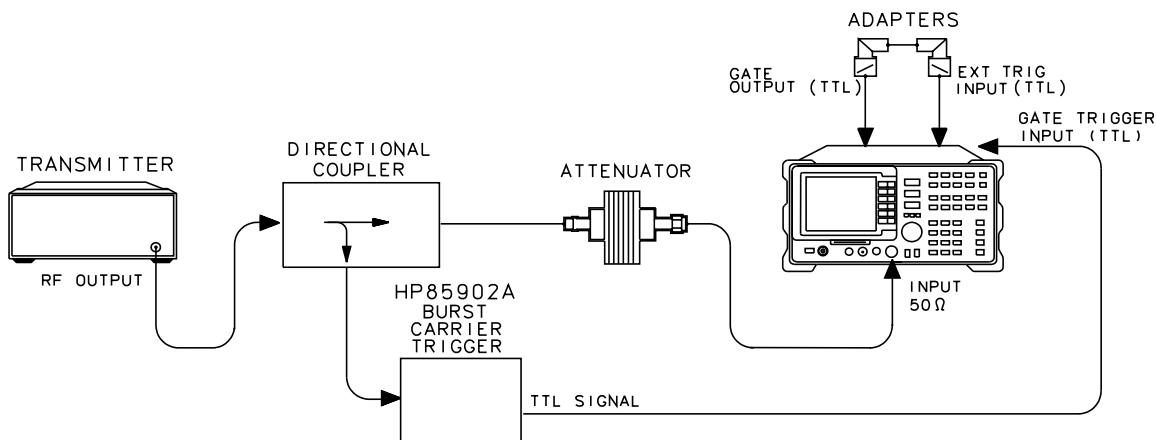 ADAPTERS
GATE
OUTPUT (TTL)
EXT TRIG
INPUT (TTL)
GATE TRIGGER
INPUT (TTL)
TRANSMITTER
DIRECTIONAL
COUPLER
ATTENUATOR
RF OUTPUT
HP85902A
BURST
CARRIER
TRIGGER
INPUT
50Ω
TTL SIGNAL